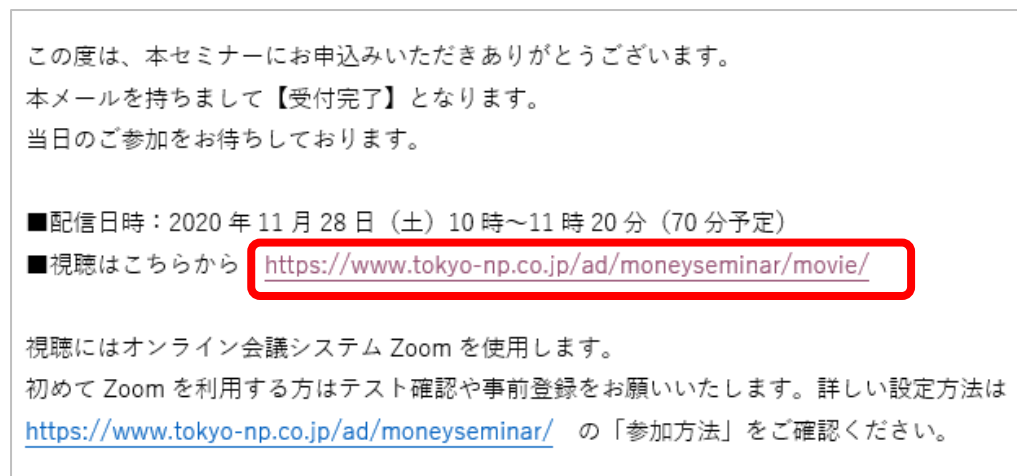 この度は、本セミナーにお申込みいただきありがとうございます。
本メールを持ちまして【受付完了】となります。
当日のご参加をお待ちしております。
■配信日時：2020 年 11 月 28 日（土）10 時～11 時 20 分（70 分予定）
■視聴はこちらから https://www.tokyo-np.co.jp/ad/moneyseminar/movie/
視聴にはオンライン会議システム Zoom を使用します。
初めて Zoom を利用する方はテスト確認や事前登録をお願いいたします。詳しい設定方法は
https://www.tokyo-np.co.jp/ad/moneyseminar/　の「参加方法」をご確認ください。